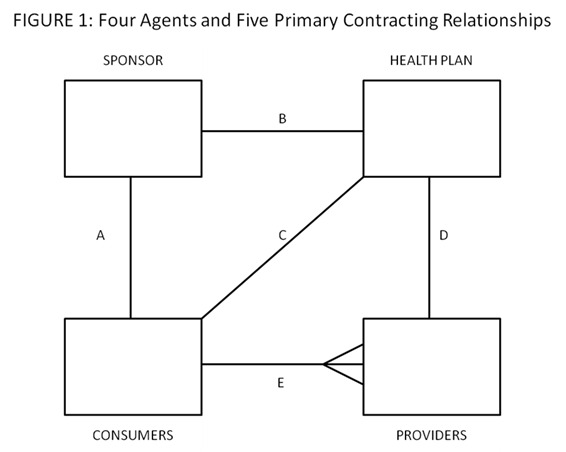 FIGURE 1: Four Agents and Five Primary Contracting Relationships
SPONSOR
HEALTH PLAN
B
A
C
D
E
CONSUMERS
PROVIDERS